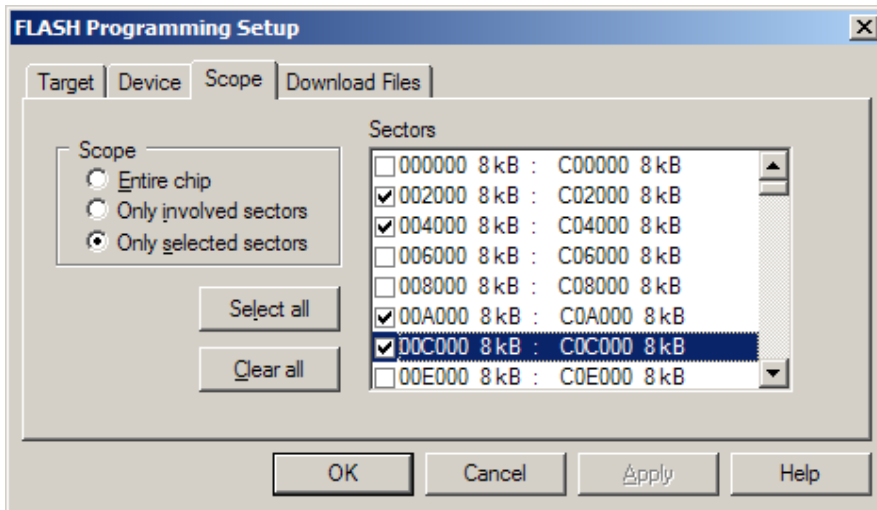 FLASH Programming Setup
Target Device Scope Download Files
Scope
Entire chip
Only involved sectors
Only selected sectors
Select all
Clear all
Sectors
000000 8 kB : C00000 8 kB
002000 8 kB : C02000 8 kB
004000 8 kB : C04000 8 kB
006000 8 kB : C06000 8 kB
008000 8 kB : C08000 8 kB
00A000 8 kB : C0A000 8 kB
00C000 8 kB : C0C000 8 kB
00E000 8 kB : C0E000 8 kB
OK Cancel Apply Help